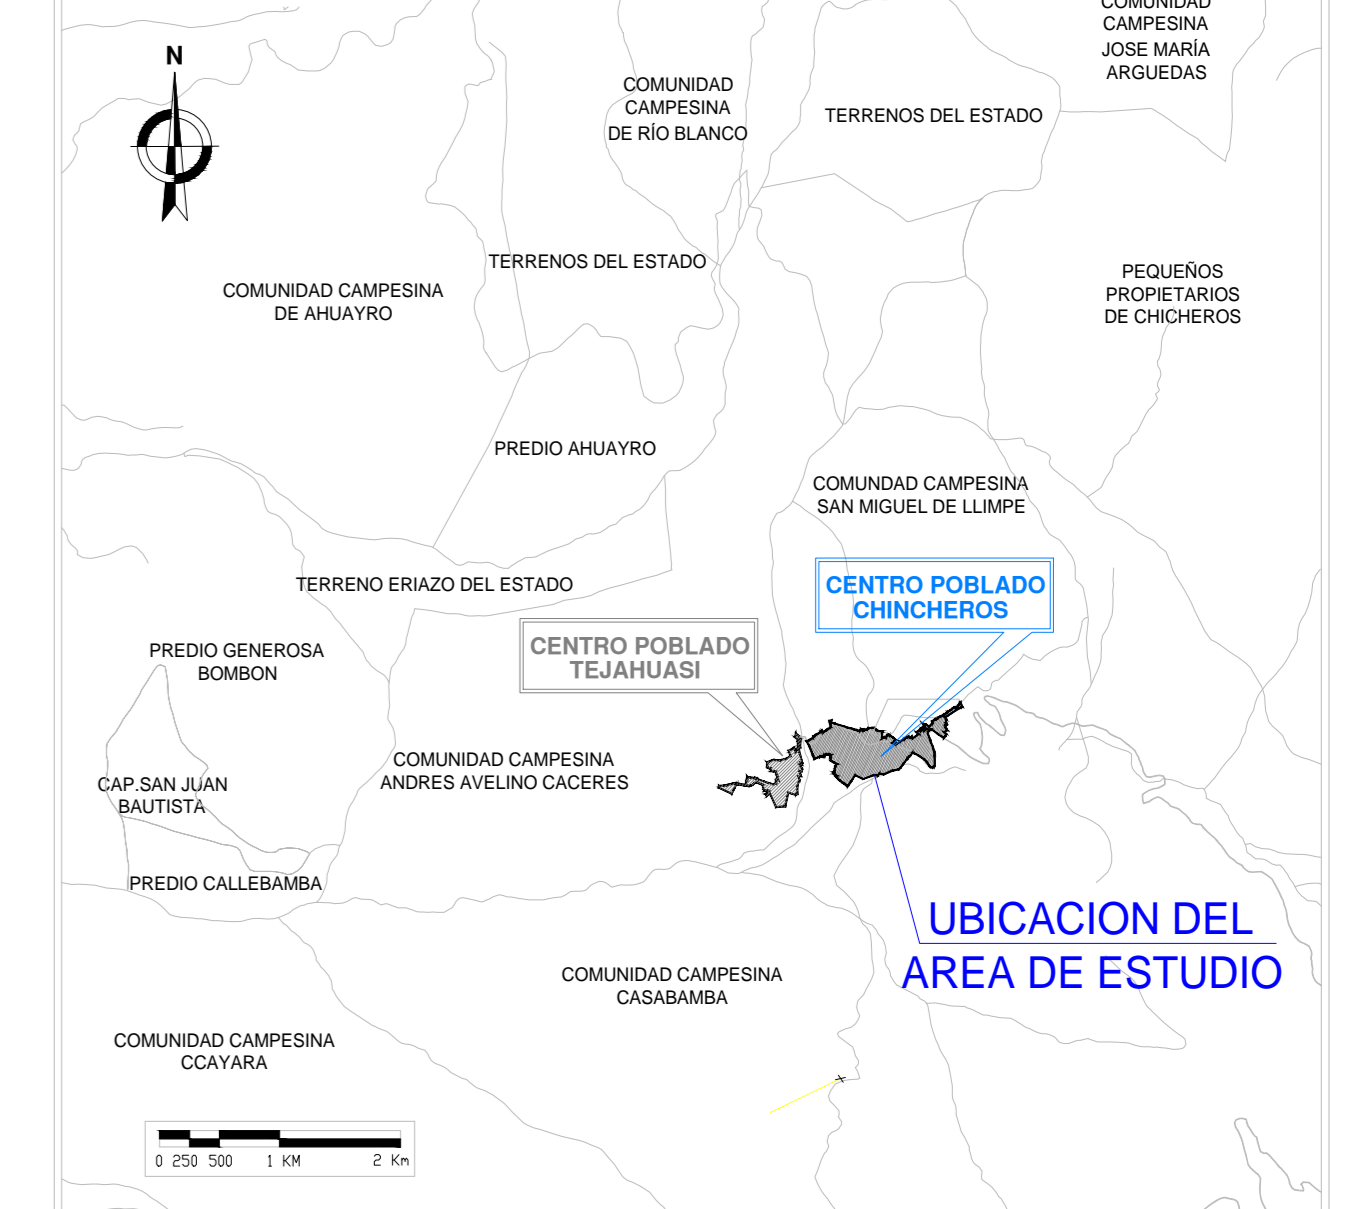 COMUNIDAD
CAMPESINA
JOSE MARÍA
ARGUEDAS
N
COMUNIDAD
CAMPESINA
DE RÍO BLANCO
TERRENOS DEL ESTADO
TERRENOS DEL ESTADO
COMUNIDAD CAMPESINA
DE AHUAYRO
PEQUEÑOS
PROPIETARIOS
DE CHICHEROS
PREDIO AHUAYRO
COMUNDAD CAMPESINA
SAN MIGUEL DE LLIMPE
TERRENO ERIAZO DEL ESTADO
CENTRO POBLADO
CHINCHEROS
CENTRO POBLADO
TEJAHUASI
PREDIO GENEROSA
BOMBON
COMUNIDAD CAMPESINA
ANDRES AVELINO CACERES
CAP.SAN JUAN
BAUTISTA
PREDIO CALLEBAMBA
UBICACION DEL
AREA DE ESTUDIO
COMUNIDAD CAMPESINA
CASABAMBA
COMUNIDAD CAMPESINA
CCAYARA
0 250 500 1 KM 2 Km